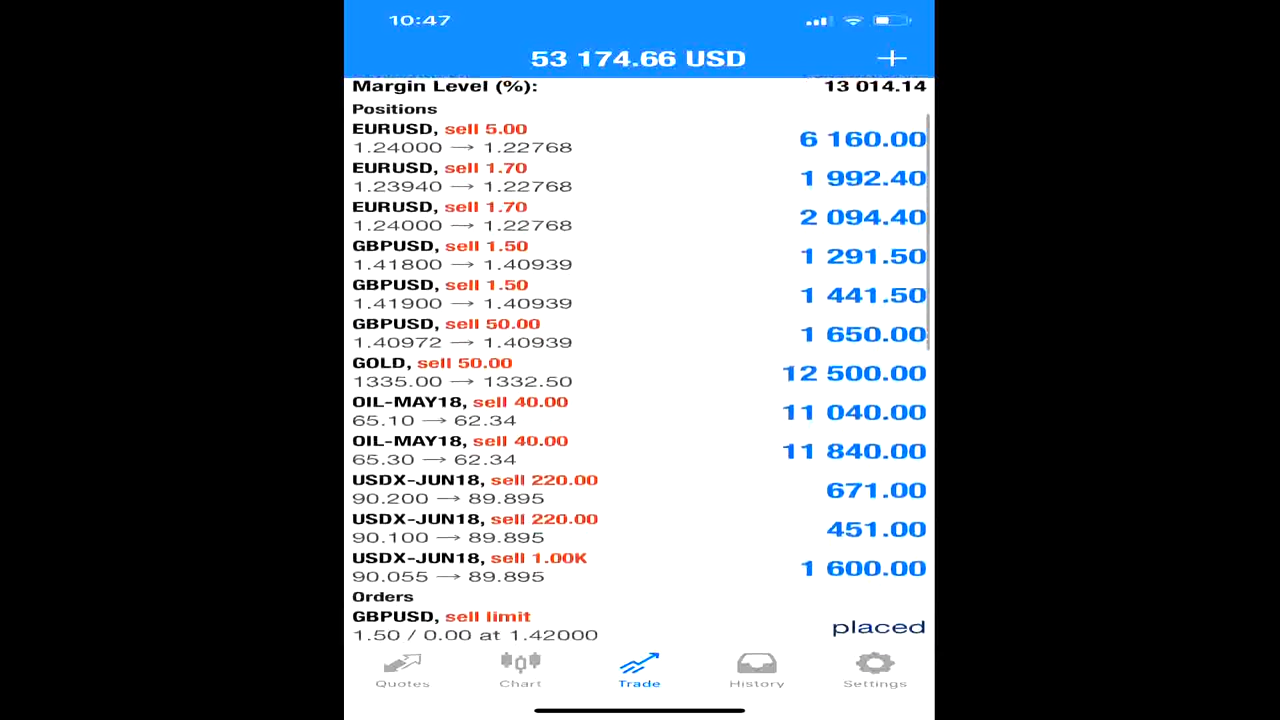 10:47
53 174.66 USD
Margin Level (%): 13 014.14
Positions
EURUSD, sell 5.00
1.24000 → 1.22768
6 160.00
EURUSD, sell 1.70
1.23940 → 1.22768
1 992.40
EURUSD, sell 1.70
1.24000 → 1.22768
2 094.40
GBPUSD, sell 1.50
1.41800 → 1.40939
1 291.50
GBPUSD, sell 1.50
1.41900 → 1.40939
1 441.50
GBPUSD, sell 50.00
1.40972 → 1.40939
1 650.00
GOLD, sell 50.00
1335.00 → 1332.50
12 500.00
OIL-MAY18, sell 40.00
65.10 → 62.34
11 040.00
OIL-MAY18, sell 40.00
65.30 → 62.34
11 840.00
USDX-JUN18, sell 220.00
90.200 → 89.895
671.00
USDX-JUN18, sell 220.00
90.100 → 89.895
451.00
USDX-JUN18, sell 1.00K
90.055 → 89.895
1 600.00
Orders
GBPUSD, sell limit
1.50 / 0.00 at 1.42000
placed
Quotes Chart Trade History Settings